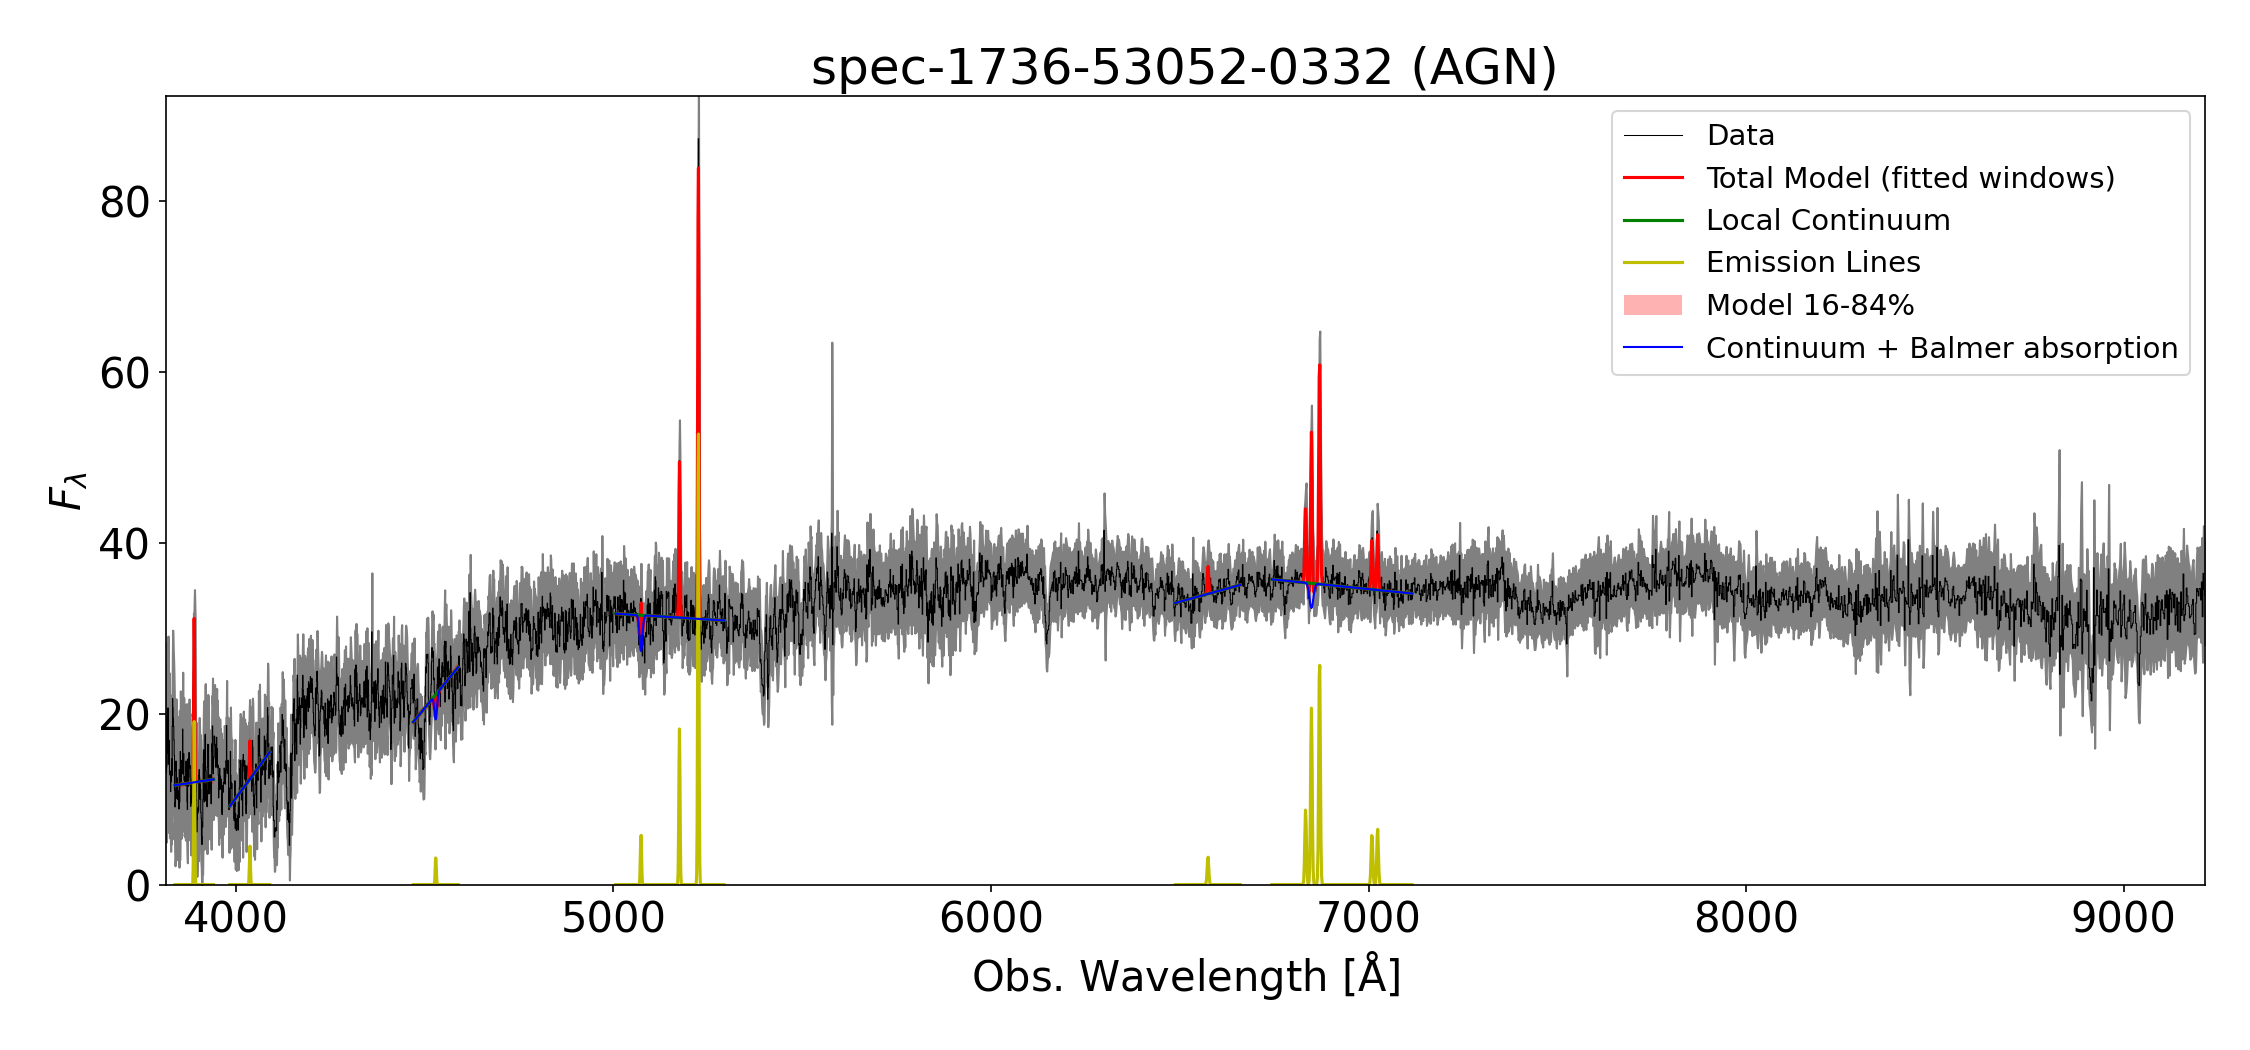 spec-1736-53052-0332 (AGN)
Data
Total Model (fitted windows)
Local Continuum
Emission Lines
Model 16-84%
Continuum + Balmer absorption
80
60
40
20
0
Fλ
4000 5000 6000 7000 8000 9000
Obs. Wavelength [Å]